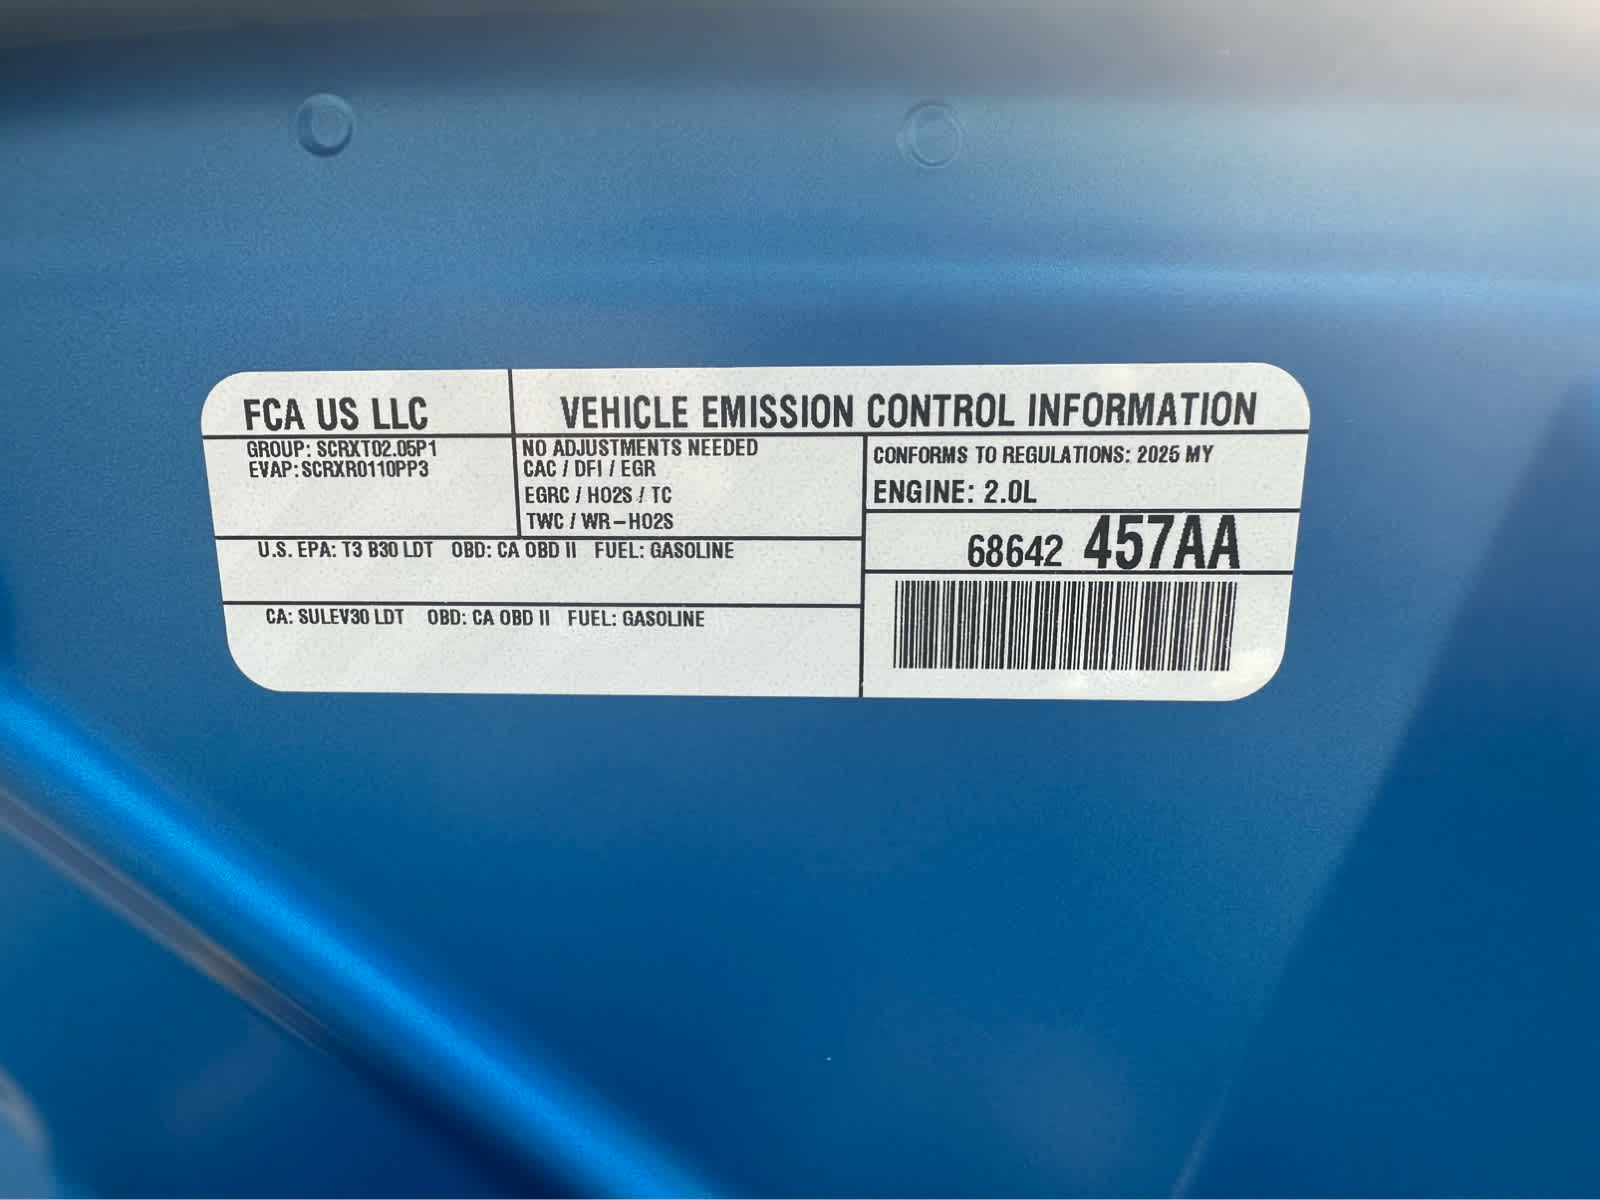 FCA US LLC
VEHICLE EMISSION CONTROL INFORMATION
GROUP: SCRXT02.05P1
EVAP: SCRXR0110PP3
NO ADJUSTMENTS NEEDED
CAC / DFI / EGR
EGRC / HO2S / TC
TWC / WR-HO2S
CONFORMS TO REGULATIONS: 2025 MY
ENGINE: 2.0L
68642 457AA
U.S. EPA: T3 B30 LDT OBD: CA OBD II FUEL: GASOLINE
CA: SULEV30 LDT OBD: CA OBD II FUEL: GASOLINE